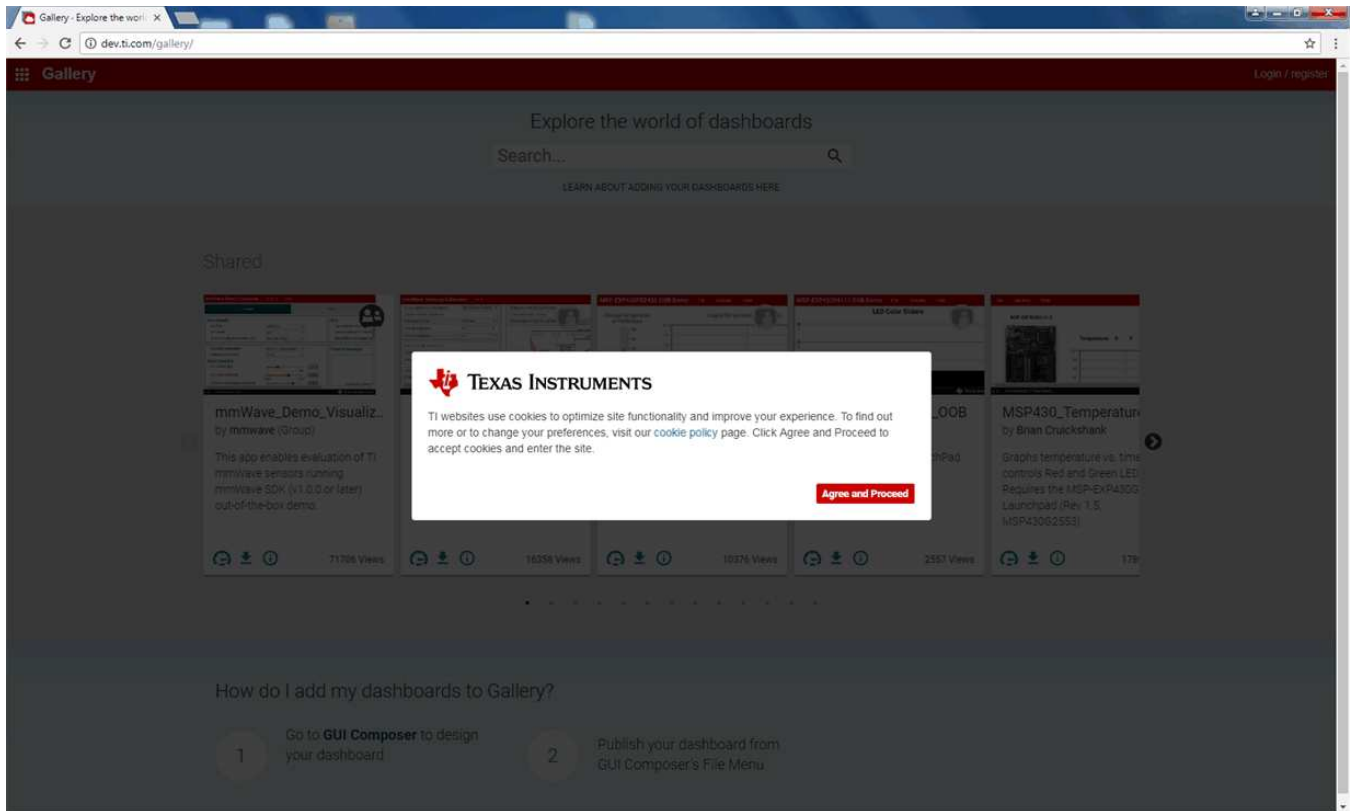 Gallery - Explore the worl
dev.ti.com/gallery/
Gallery
Login / register
Explore the world of dashboards
Search...
LEARN ABOUT ADDING YOUR DASHBOARDS HERE
Shared
LED Color Sliders
mmWave_Demo_Visualiz..
by mmwave (Group)
This app enables evaluation of TI
mmWave sensors running
mmWave SDK (v1.0.0 or later)
out-of-the-box demo.
71706 Views
10358 Views
10376 Views
_OOB
2557 Views
MSP430_Temperature
by Brian Cruickshank
Graphs temperature vs. time
controls Red and Green LED
Requires the MSP-EXP430G
Launchpad (Rev 1.5,
MSP430G2553)
TEXAS INSTRUMENTS
TI websites use cookies to optimize site functionality and improve your experience. To find out
more or to change your preferences, visit our cookie policy page. Click Agree and Proceed to
accept cookies and enter the site.
Agree and Proceed
How do I add my dashboards to Gallery?
1
Go to GUI Composer to design
your dashboard
2
Publish your dashboard from
GUI Composer's File Menu